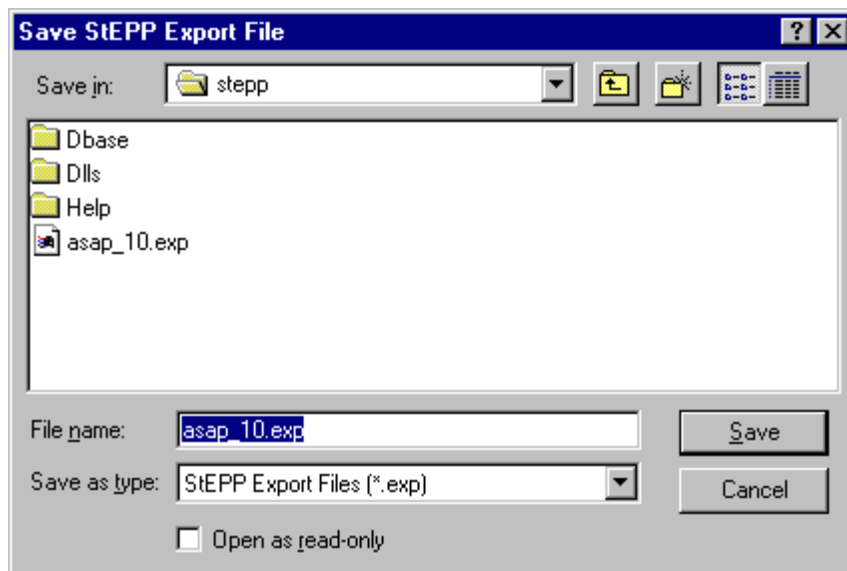 Save StEPP Export File
Save in: stepp
Dbase
Dlls
Help
asap_10.exp
File name: asap_10.exp Save
Save as type: StEPP Export Files (*.exp) Cancel
Open as read-only